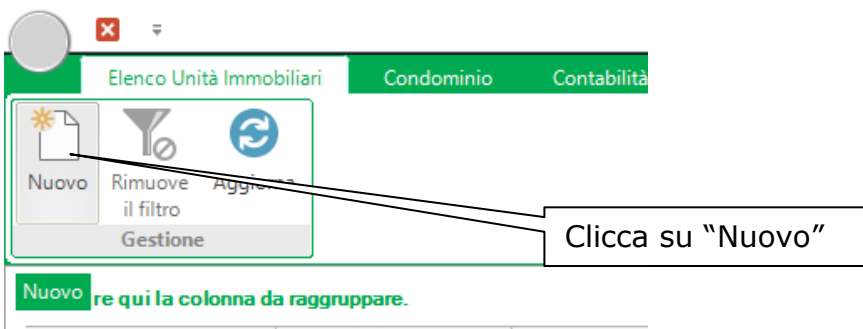 Elenco Unità Immobiliari Condominio Contabilità
Nuovo Rimuove il filtro Aggiorna
Gestione
Clicca su “Nuovo”
Nuovo re qui la colonna da raggruppare.